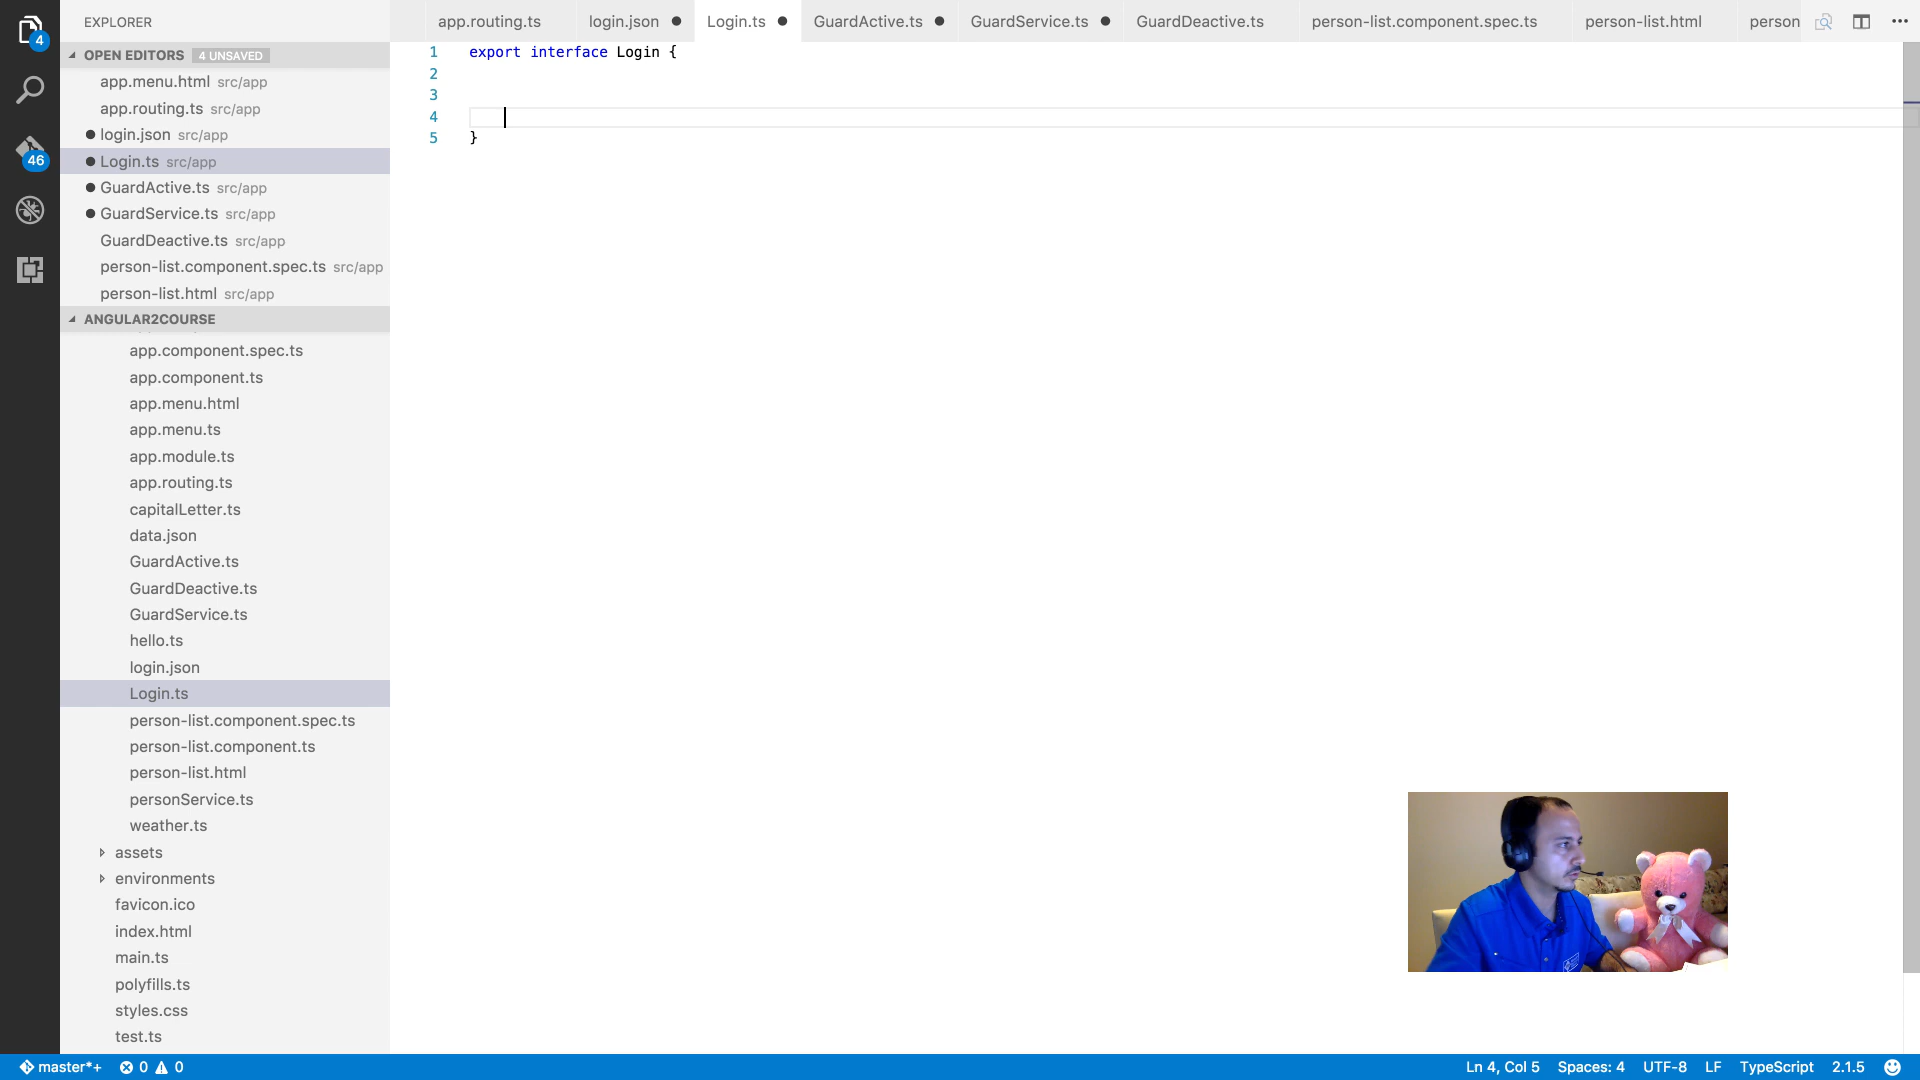 EXPLORER
OPEN EDITORS 4 UNSAVED
app.menu.html src/app
app.routing.ts src/app
login.json src/app
Login.ts src/app
GuardActive.ts src/app
GuardService.ts src/app
GuardDeactive.ts src/app
person-list.component.spec.ts src/app
person-list.html src/app
ANGULAR2COURSE
app.component.spec.ts
app.component.ts
app.menu.html
app.menu.ts
app.module.ts
app.routing.ts
capitalLetter.ts
data.json
GuardActive.ts
GuardDeactive.ts
GuardService.ts
hello.ts
login.json
Login.ts
person-list.component.spec.ts
person-list.component.ts
person-list.html
personService.ts
weather.ts
assets
environments
favicon.ico
index.html
main.ts
polyfills.ts
styles.css
test.ts
4
46
app.routing.ts login.json Login.ts GuardActive.ts GuardService.ts GuardDeactive.ts person-list.component.spec.ts person-list.html person
1 export interface Login {
2
3
4
5 }
master*+ 0 0 Ln 4, Col 5 Spaces: 4 UTF-8 LF TypeScript 2.1.5